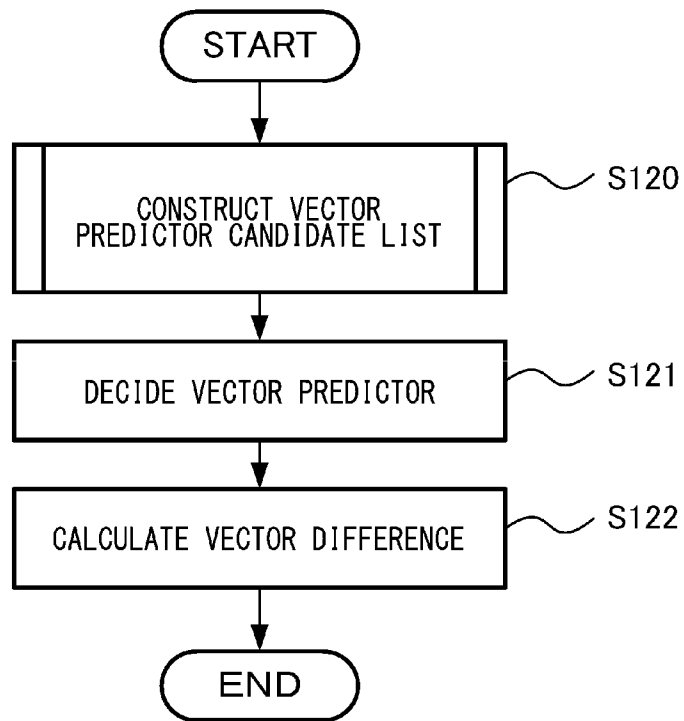 START
CONSTRUCT VECTOR
PREDICTOR CANDIDATE LIST
S120
DECIDE VECTOR PREDICTOR
S121
CALCULATE VECTOR DIFFERENCE
S122
END